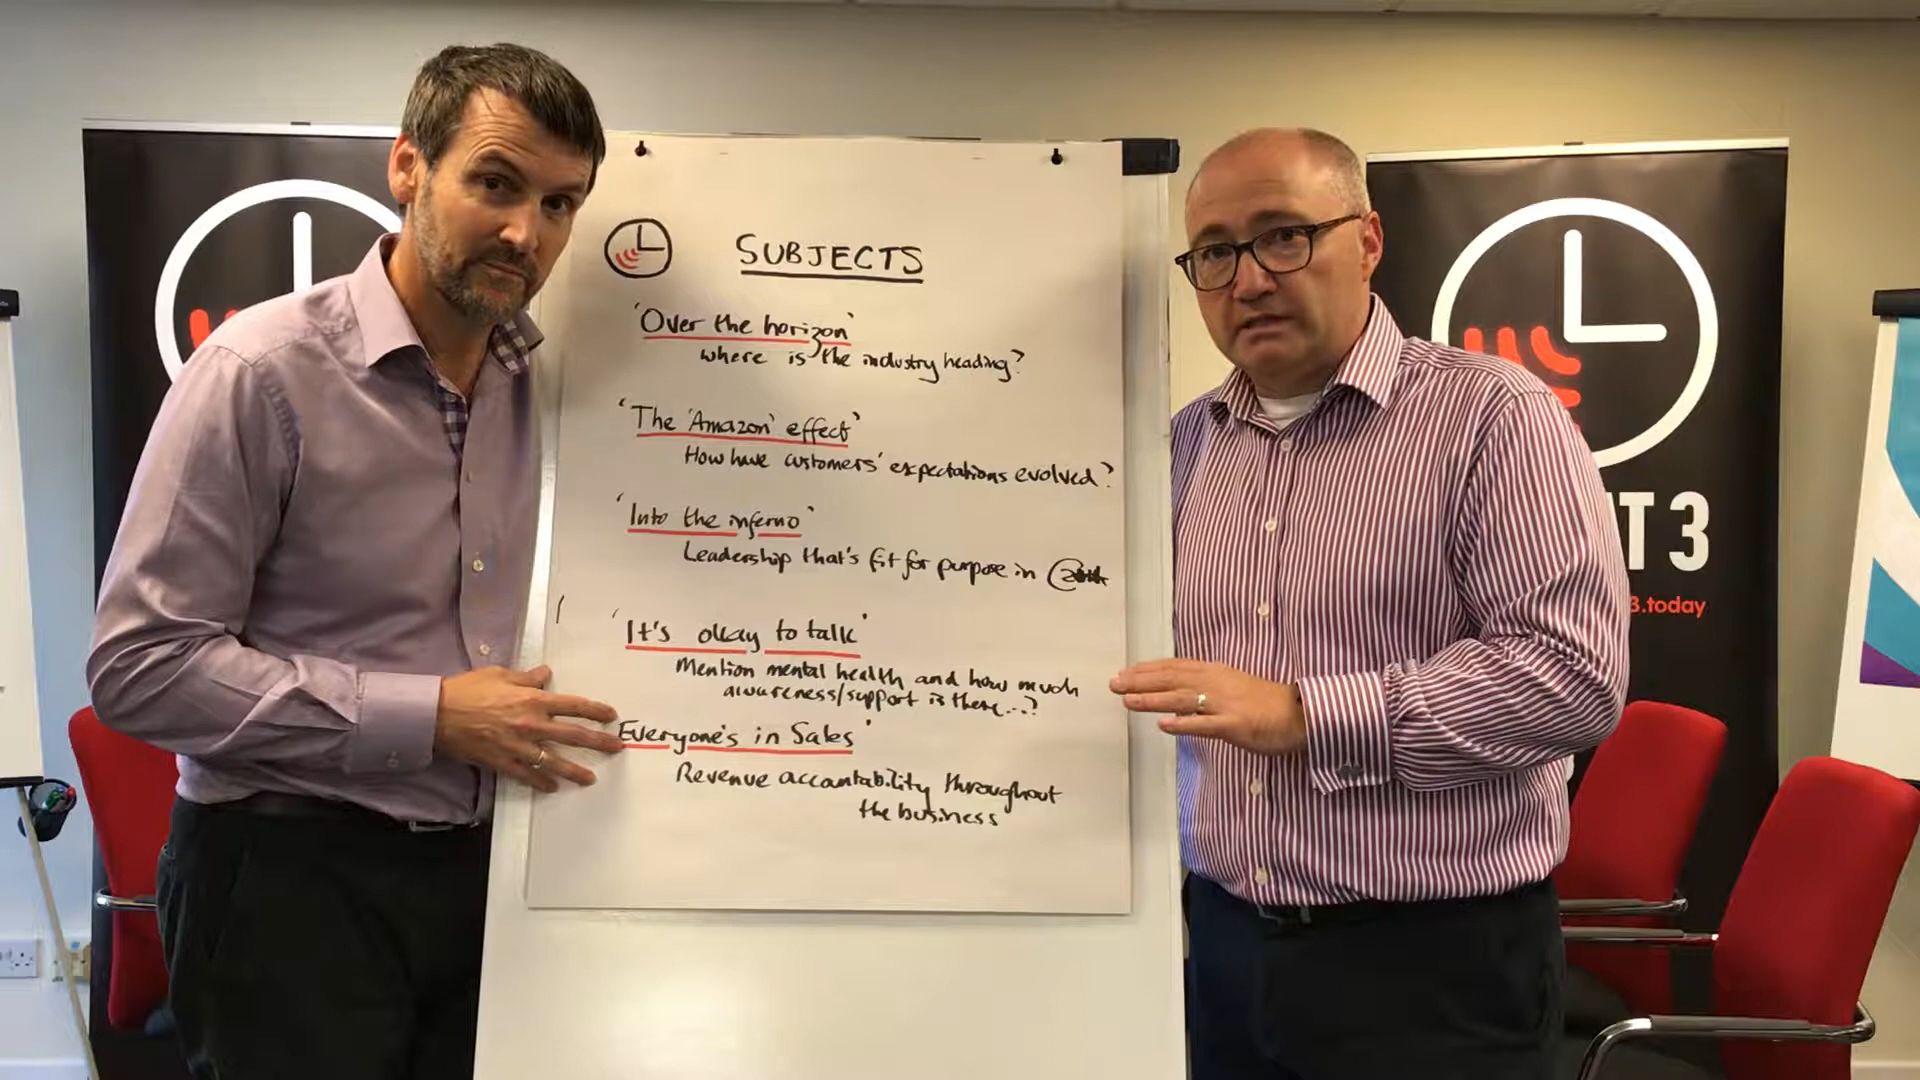 SUBJECTS
'Over the horizon'
where is the industry heading?
'The 'Amazon' effect'
How have customers' expectations evolved?
'Into the inferno'
Leadership that's fit for purpose in
'It's okay to talk'
Mention mental health and how much
awareness/support is there...?
Everyone's in Sales'
Revenue accountability throughout
the business
T 3
3.today